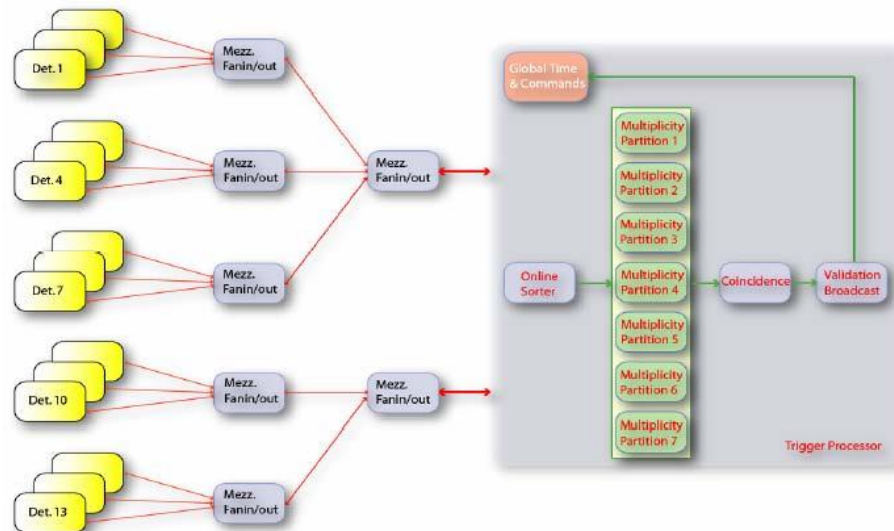 Det. 1
Mezz.
Fanin/out
Det. 4
Mezz.
Fanin/out
Mezz.
Fanin/out
Det. 7
Mezz.
Fanin/out
Det. 10
Mezz.
Fanin/out
Mezz.
Fanin/out
Det. 13
Mezz.
Fanin/out
Global Time
& Commands
Multiplicity
Partition 1
Multiplicity
Partition 2
Multiplicity
Partition 3
Online
Sorter
Multiplicity
Partition 4
Coincidence
Validation
Broadcast
Multiplicity
Partition 5
Multiplicity
Partition 6
Multiplicity
Partition 7
Trigger Processor